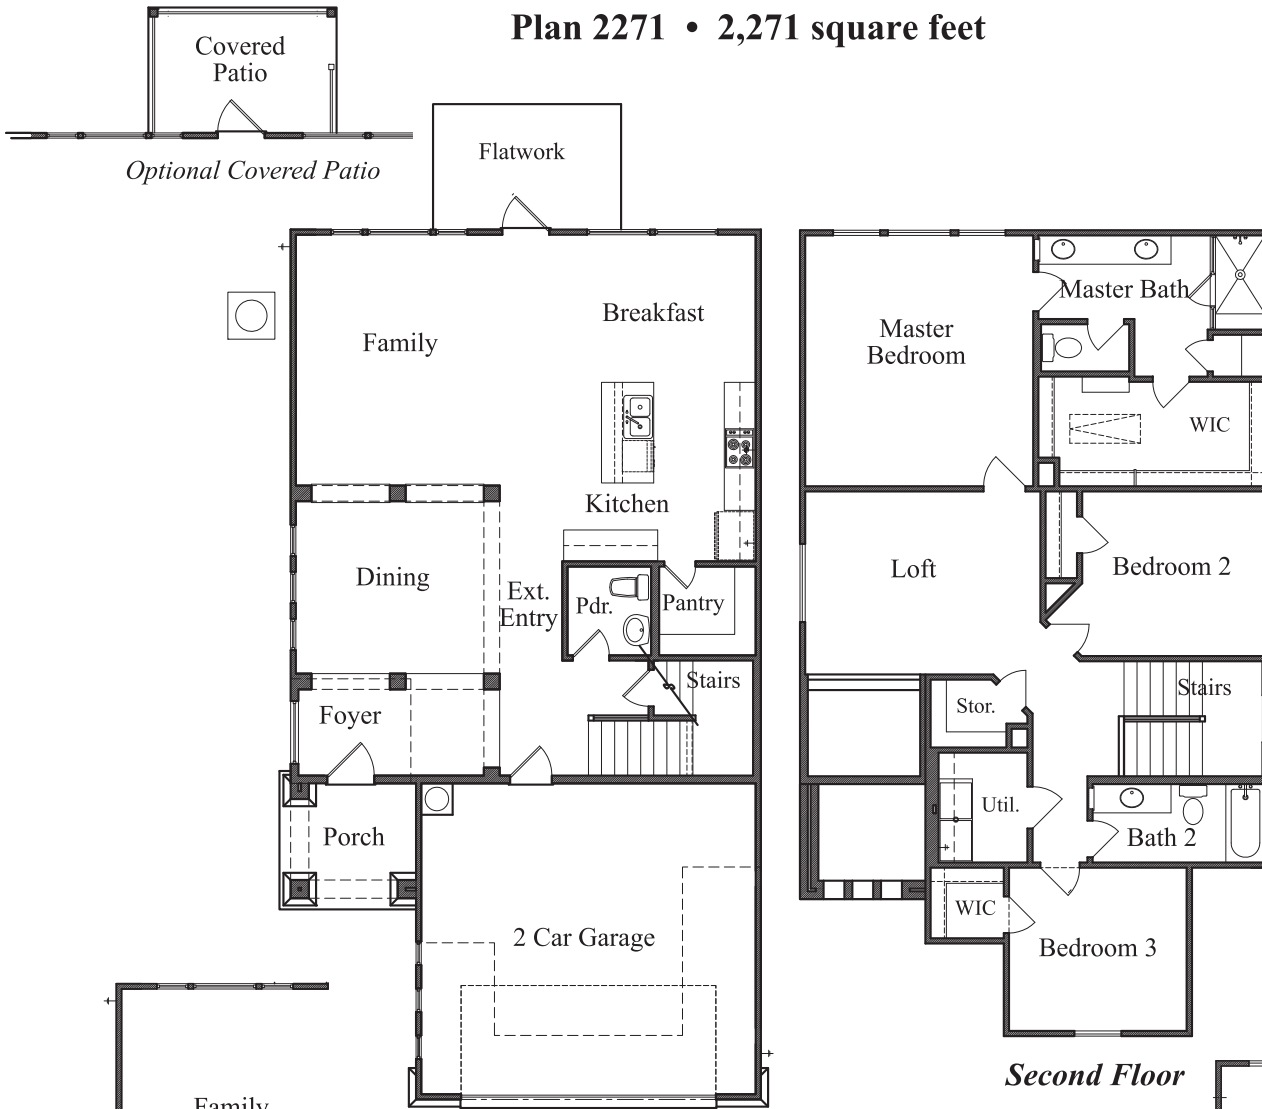 Plan 2271 • 2,271 square feet
Covered
Patio
Optional Covered Patio
Flatwork
Family
Breakfast
Kitchen
Dining
Ext.
Entry
Pdr.
Pantry
Stairs
Foyer
Porch
2 Car Garage
Family
Master
Bedroom
Master Bath
WIC
Loft
Bedroom 2
Stor.
Stairs
Util.
Bath 2
WIC
Bedroom 3
Second Floor